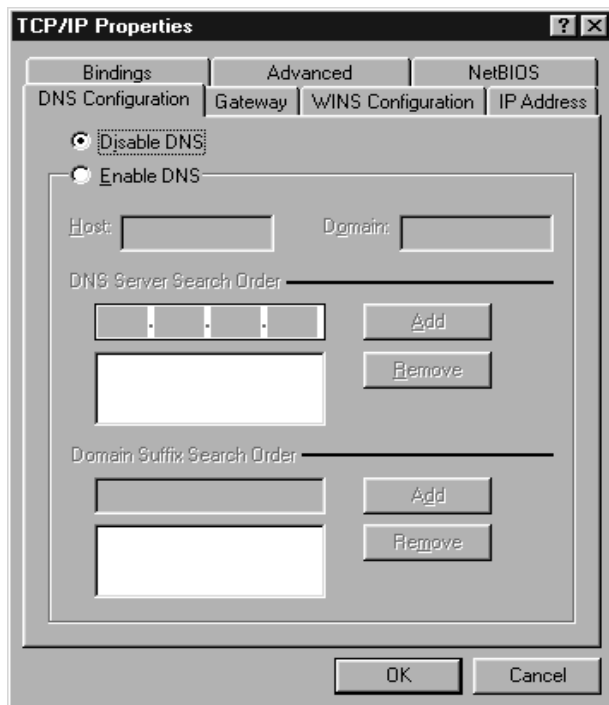 TCP/IP Properties
Bindings Advanced NetBIOS
DNS Configuration Gateway WINS Configuration IP Address
Disable DNS
Enable DNS
Host: Domain:
DNS Server Search Order
. . .
Add
Remove
Domain Suffix Search Order
Add
Remove
OK Cancel